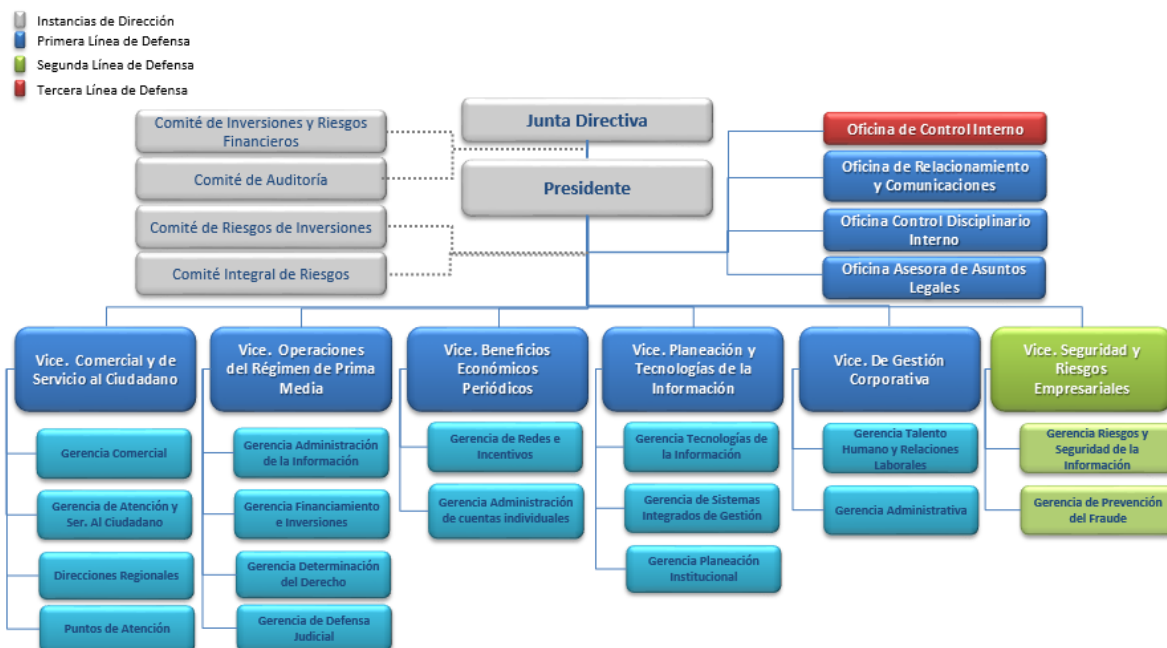 Instancias de Dirección
Primera Línea de Defensa
Segunda Línea de Defensa
Tercera Línea de Defensa
Comité de Inversiones y Riesgos
Financieros
Comité de Auditoría
Comité de Riesgos de Inversiones
Comité Integral de Riesgos
Junta Directiva
Presidente
Oficina de Control Interno
Oficina de Relacionamiento
y Comunicaciones
Oficina Control Disciplinario
Interno
Oficina Asesora de Asuntos
Legales
Vice. Comercial y de
Servicio al Ciudadano
Gerencia Comercial
Gerencia de Atención y
Ser. Al Ciudadano
Direcciones Regionales
Puntos de Atención
Vice. Operaciones
del Régimen de Prima
Media
Gerencia Administración
de la Información
Gerencia Financiamiento
e Inversiones
Gerencia Determinación
del Derecho
Gerencia de Defensa
Judicial
Vice. Beneficios
Económicos
Periódicos
Gerencia de Redes e
Incentivos
Gerencia Administración
de cuentas individuales
Vice. Planeación y
Tecnologías de la
Información
Gerencia Tecnologías de
la Información
Gerencia de Sistemas
Integrados de Gestión
Gerencia Planeación
Institucional
Vice. De Gestión
Corporativa
Gerencia Talento
Humano y Relaciones
Laborales
Gerencia Administrativa
Vice. Seguridad y
Riesgos
Empresariales
Gerencia Riesgos y
Seguridad de la
Información
Gerencia de Prevención
del Fraude